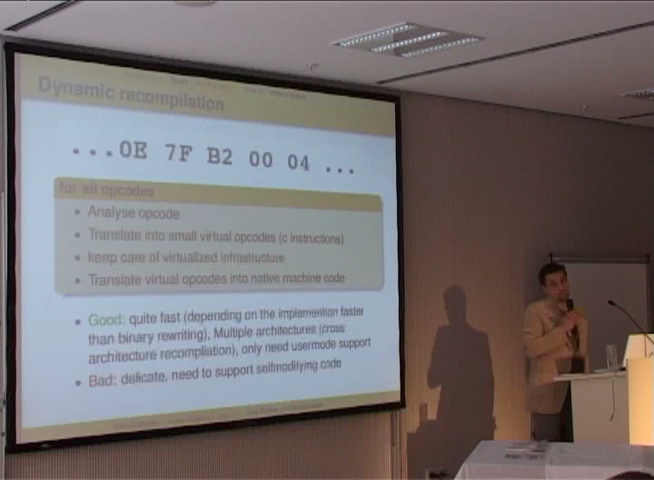 Dynamic recompilation
...0E 7F B2 00 04 ...
for all opcodes
Analyse opcode
Translate into small virtual opcodes (c instructions)
keep care of virtualized infrastructure
Translate virtual opcodes into native machine code
Good: quite fast (depending on the implemention faster
than binary rewriting), Multiple architectures (cross
architecture recompilation), only need usermode support
Bad: delicate, need to support selfmodifying code